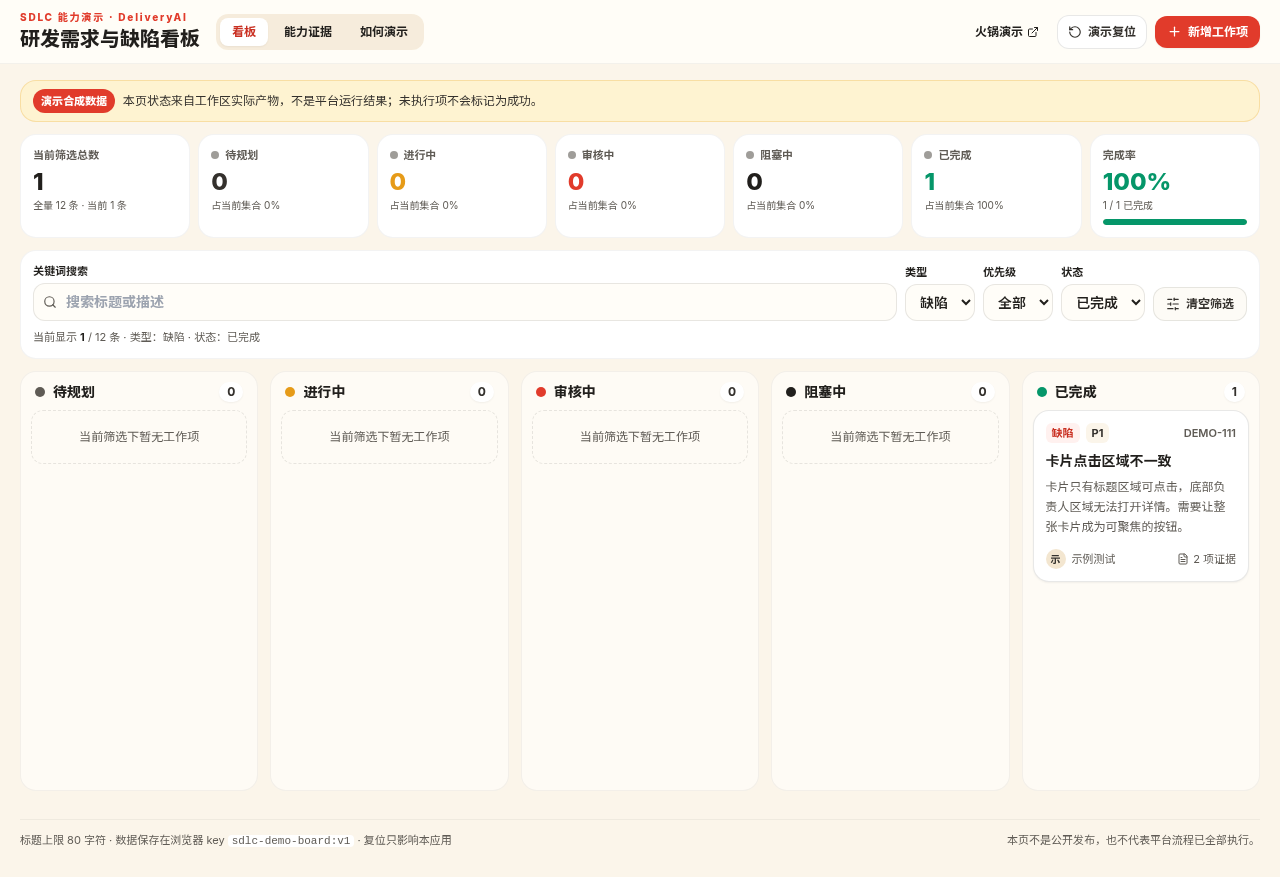 SDLC 能力演示 · DeliveryAI
研发需求与缺陷看板
看板 能力证据 如何演示
火锅演示 演示复位 新增工作项
演示合成数据 本页状态来自工作区实际产物，不是平台运行结果；未执行项不会标记为成功。
当前筛选总数
1
全量 12 条 · 当前 1 条
待规划
0
占当前集合 0%
进行中
0
占当前集合 0%
审核中
0
占当前集合 0%
阻塞中
0
占当前集合 0%
已完成
1
占当前集合 100%
完成率
100%
1 / 1 已完成
关键词搜索
搜索标题或描述
类型
缺陷
优先级
全部
状态
已完成
清空筛选
当前显示 1 / 12 条 · 类型：缺陷 · 状态：已完成
待规划 0
当前筛选下暂无工作项
进行中 0
当前筛选下暂无工作项
审核中 0
当前筛选下暂无工作项
阻塞中 0
当前筛选下暂无工作项
已完成 1
缺陷 P1 DEMO-111
卡片点击区域不一致
卡片只有标题区域可点击，底部负
责人区域无法打开详情。需要让整
张卡片成为可聚焦的按钮。
示 示例测试 2 项证据
标题上限 80 字符 · 数据保存在浏览器 key sdlc-demo-board:v1 · 复位只影响本应用
本页不是公开发布，也不代表平台流程已全部执行。